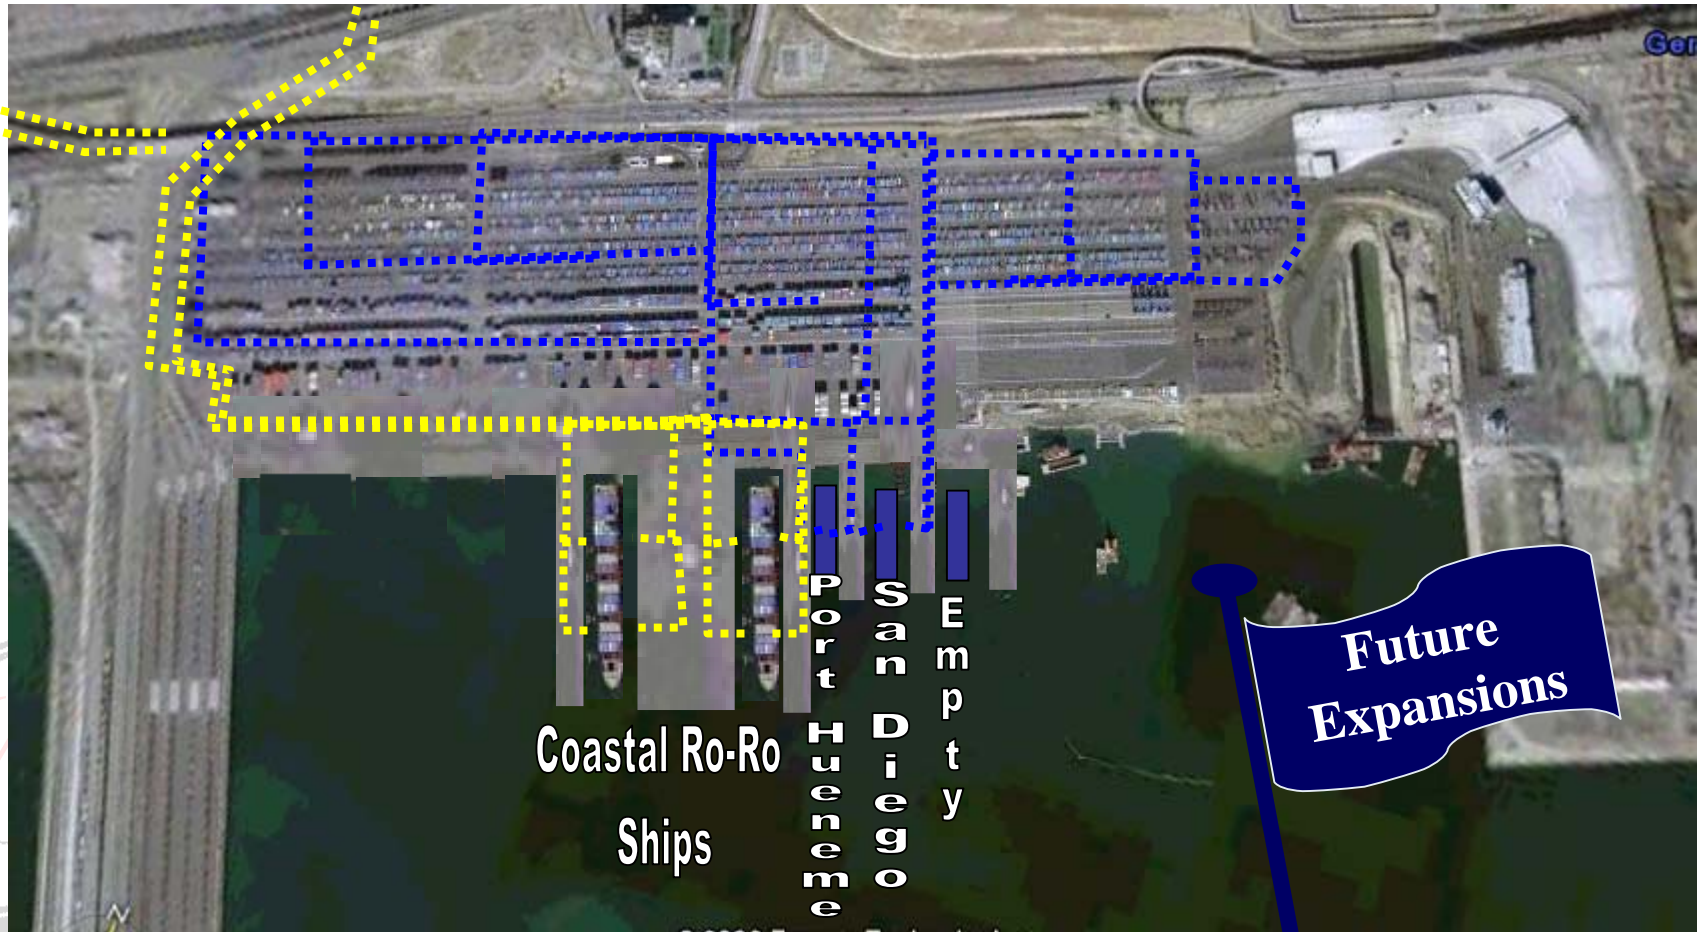 Future
Expansions
Coastal Ro-Ro
Ships
Port Hueneme
San Diego
Empty
N